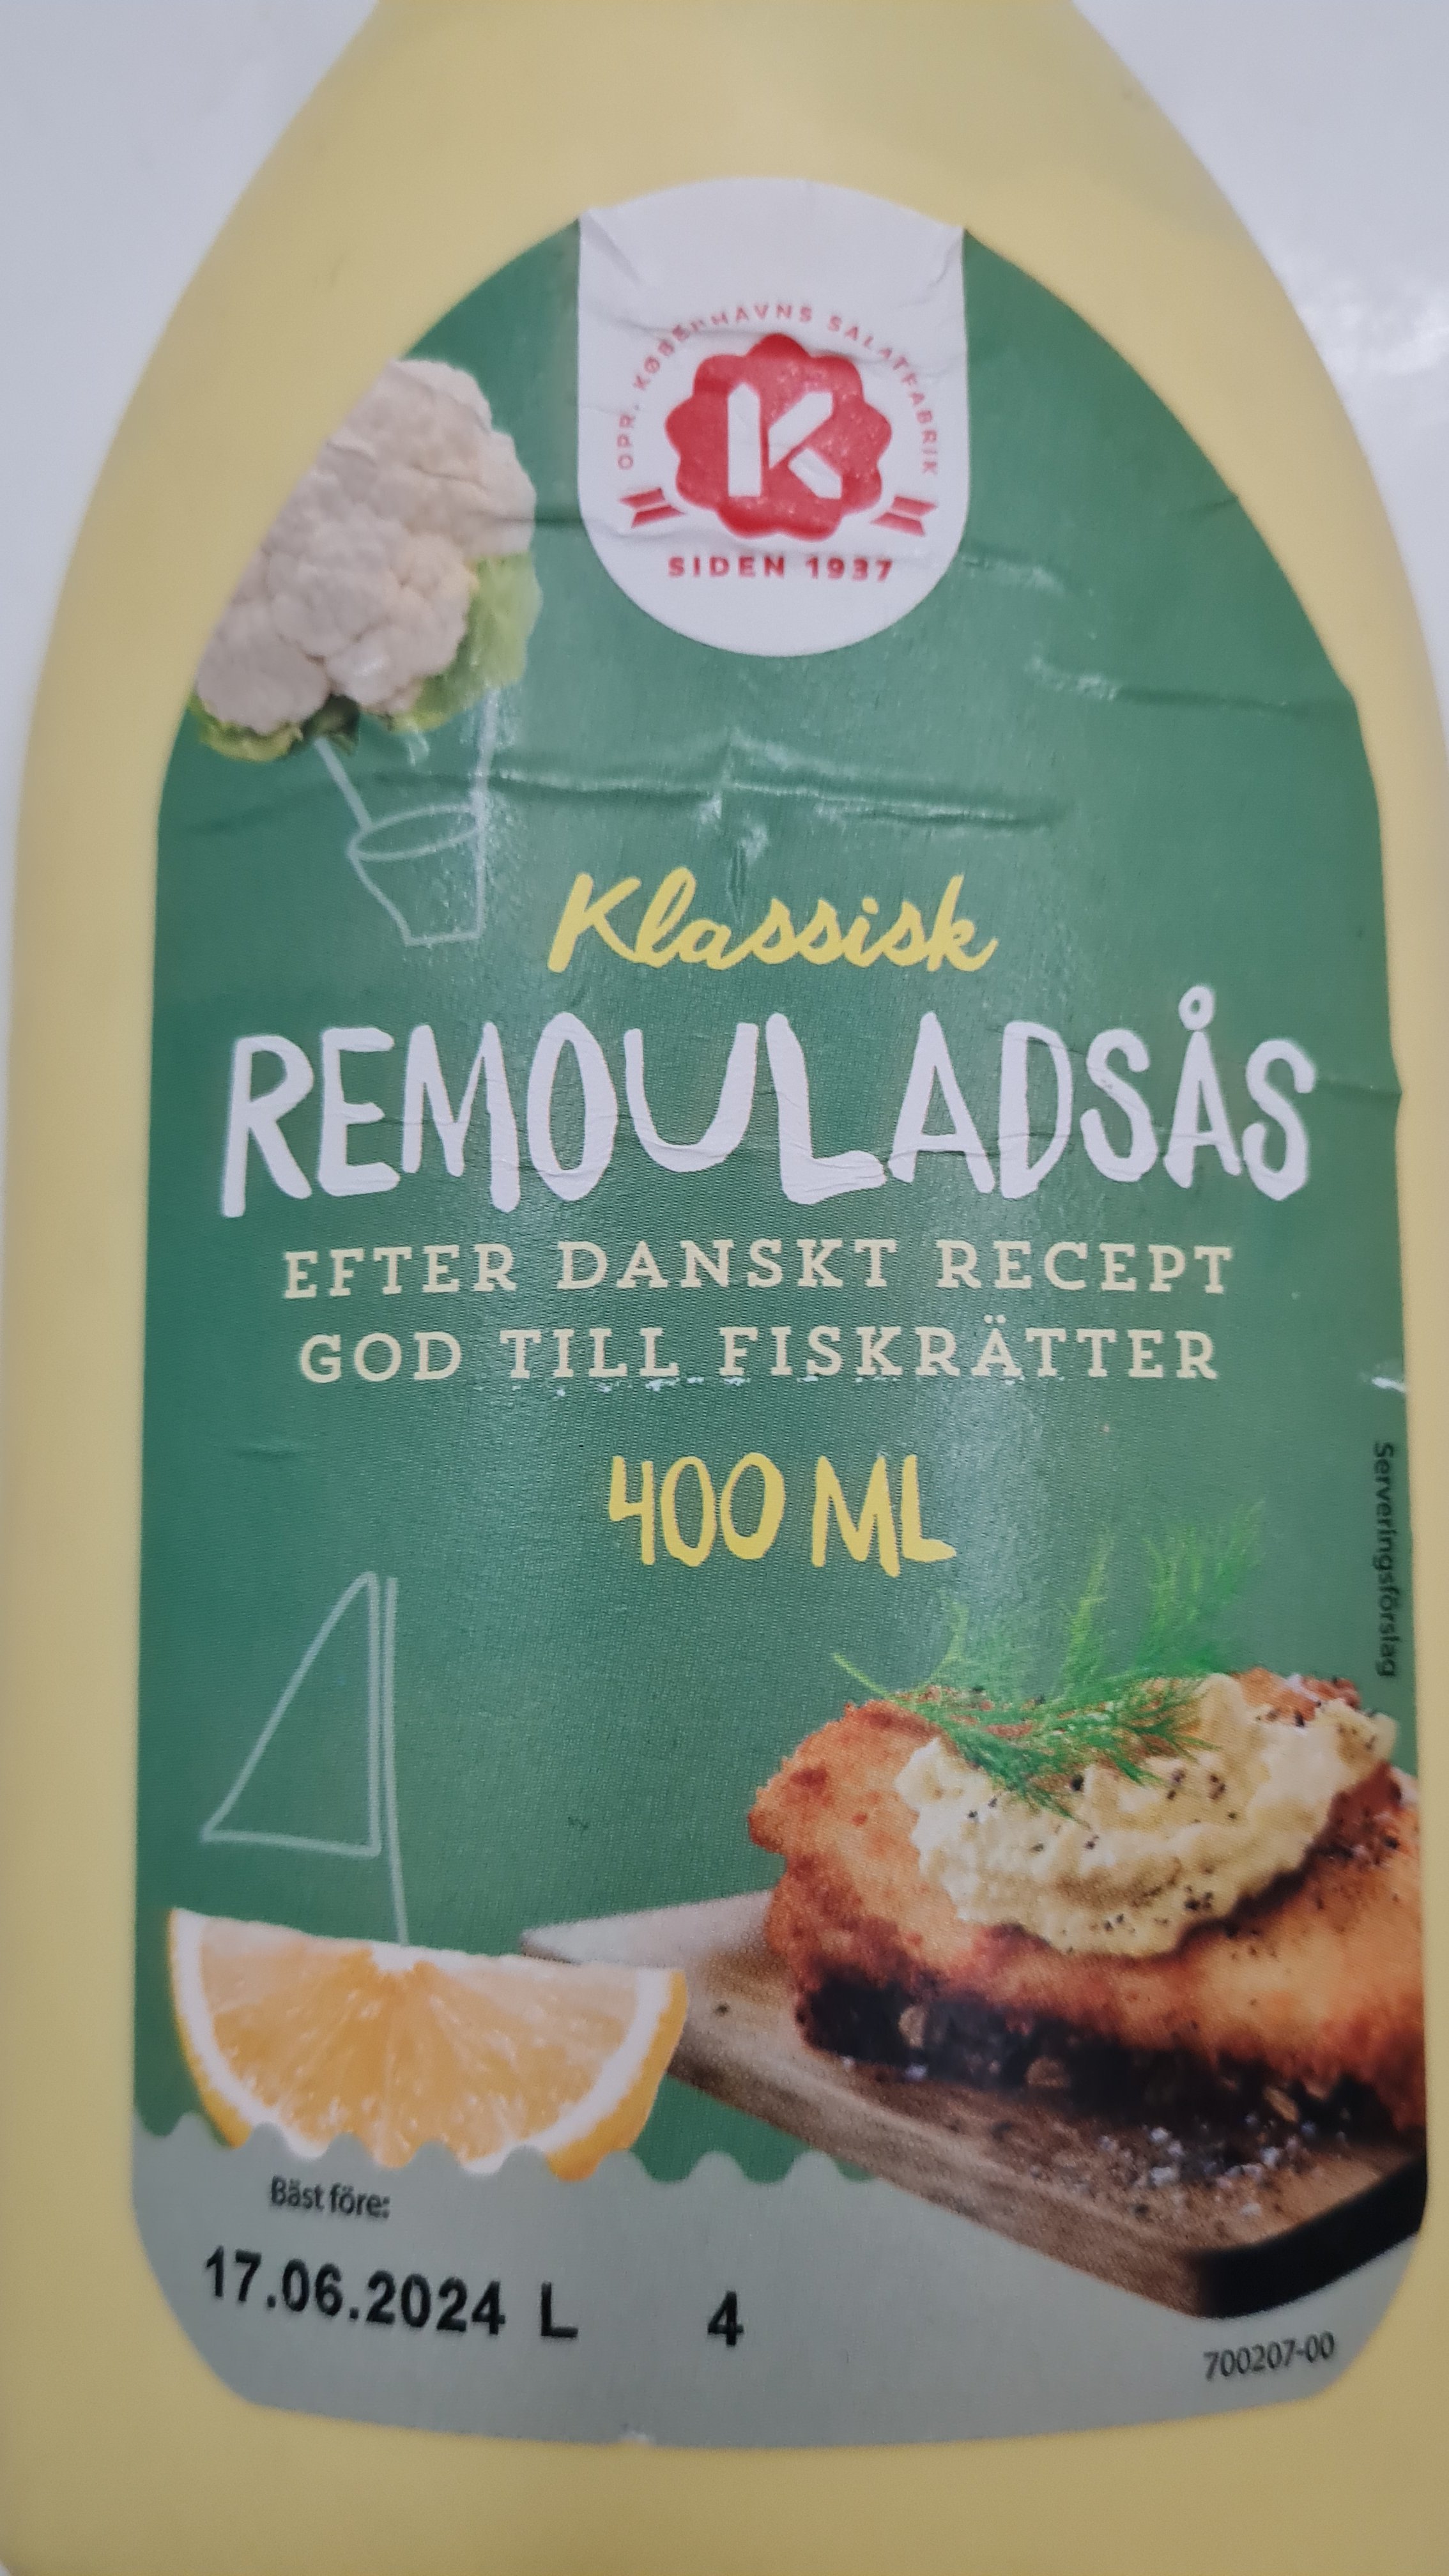 OPR. KØBENHAVNS SALATFABRIK
K
SIDEN 1937
Klassisk
REMOULADSÅS
EFTER DANSKT RECEPT
GOD TILL FISKRÄTTER
400 ML
Serveringsförslag
Bäst före:
17.06.2024 L 4
700207-00